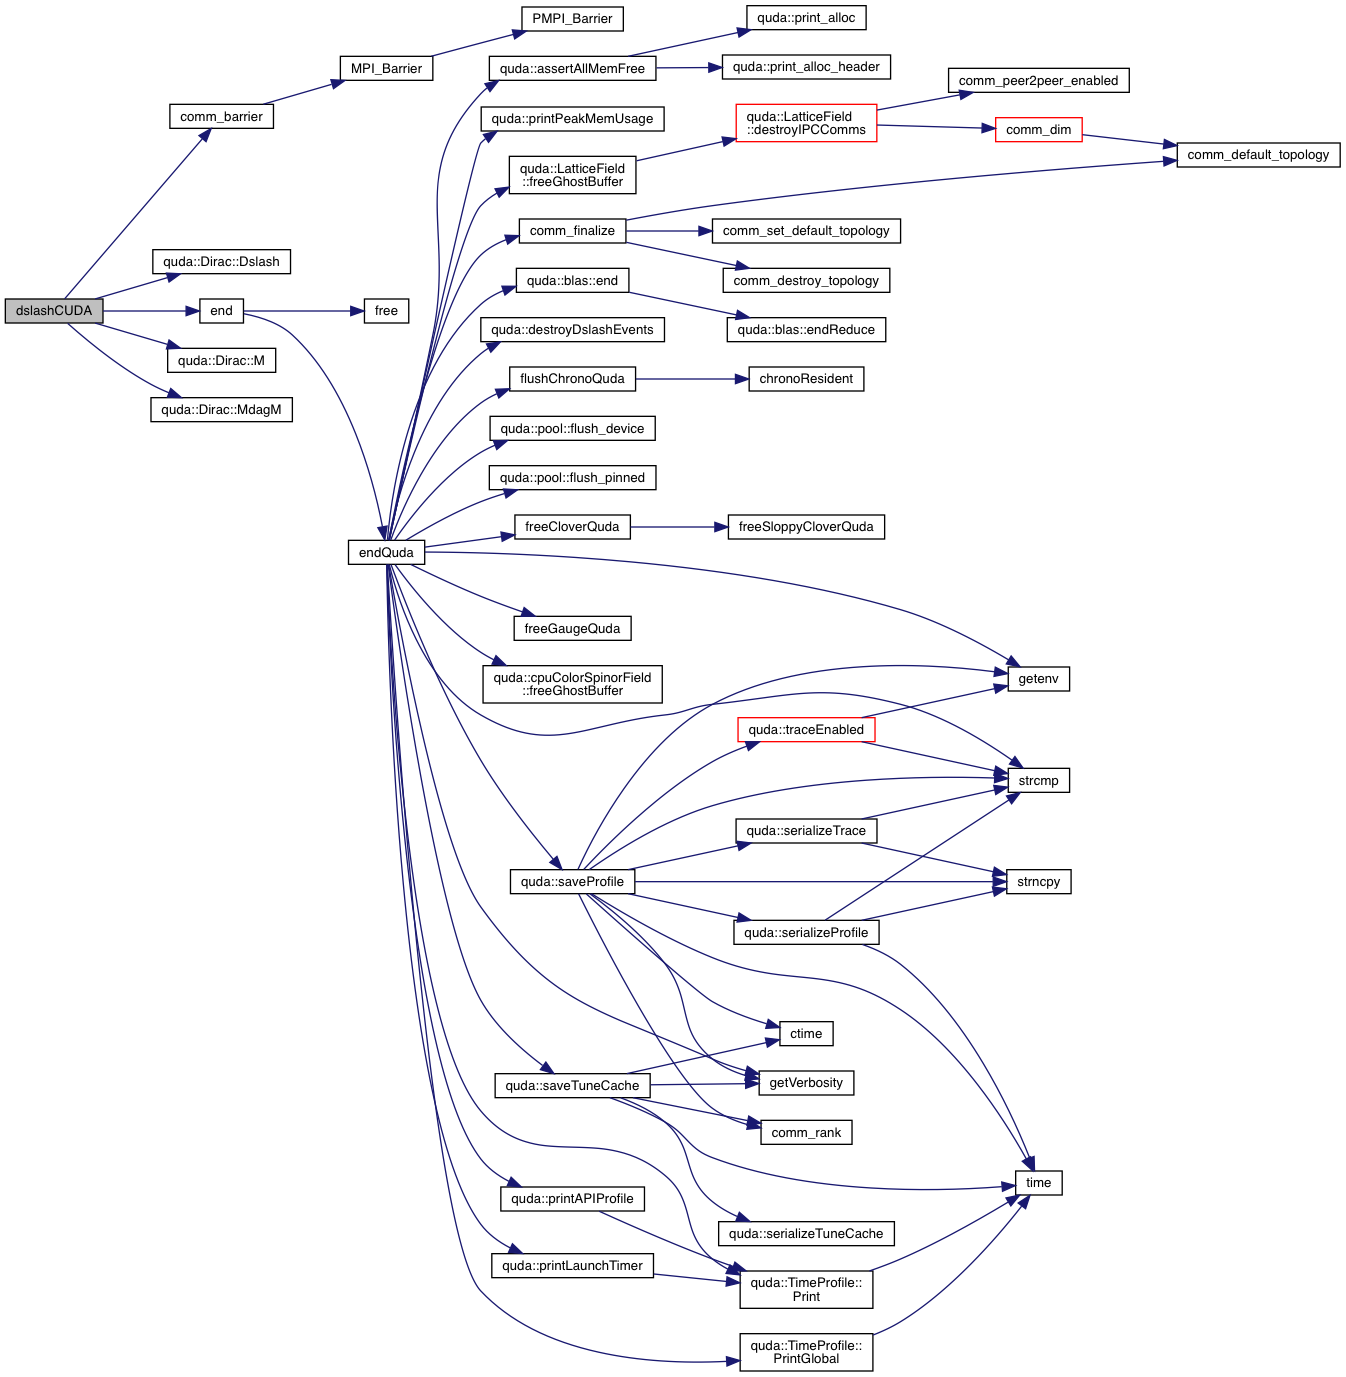 PMPI_Barrier
quda::print_alloc
MPI_Barrier
quda::assertAllMemFree
quda::print_alloc_header
comm_peer2peer_enabled
comm_barrier
quda::printPeakMemUsage
quda::LatticeField
::destroyIPCComms
comm_dim
comm_default_topology
quda::LatticeField
::freeGhostBuffer
comm_finalize
comm_set_default_topology
quda::Dirac::Dslash
quda::blas::end
comm_destroy_topology
dslashCUDA
end
free
quda::destroyDslashEvents
quda::blas::endReduce
quda::Dirac::M
flushChronoQuda
chronoResident
quda::Dirac::MdagM
quda::pool::flush_device
quda::pool::flush_pinned
freeCloverQuda
freeSloppyCloverQuda
endQuda
freeGaugeQuda
quda::cpuColorSpinorField
::freeGhostBuffer
getenv
quda::traceEnabled
strcmp
quda::serializeTrace
quda::saveProfile
strncpy
quda::serializeProfile
ctime
quda::saveTuneCache
getVerbosity
comm_rank
time
quda::printAPIProfile
quda::serializeTuneCache
quda::printLaunchTimer
quda::TimeProfile::
Print
quda::TimeProfile::
PrintGlobal